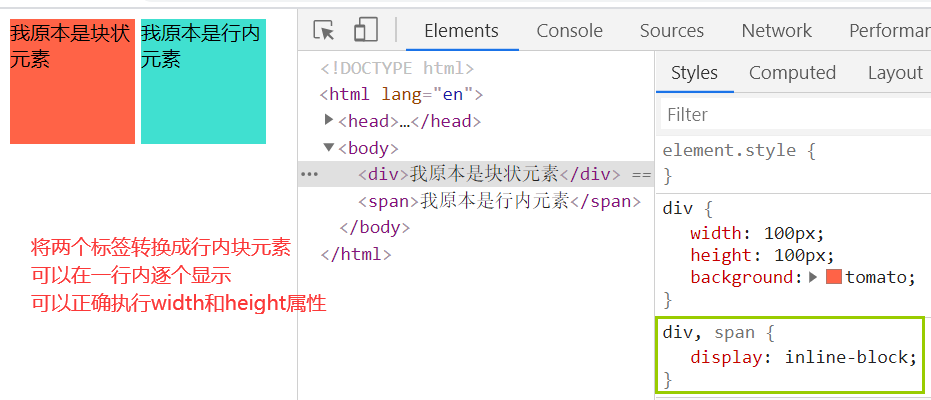 我原本是块状
元素
我原本是行内
元素
将两个标签转换成行内块元素
可以在一行内逐个显示
可以正确执行width和height属性
Elements Console Sources Network Performan
<!DOCTYPE html>
<html lang="en">
<head>…</head>
<body>
<div>我原本是块状元素</div> ==
<span>我原本是行内元素</span>
</body>
</html>
Styles Computed Layout
Filter
element.style {
}
div {
width: 100px;
height: 100px;
background: tomato;
}
div, span {
display: inline-block;
}